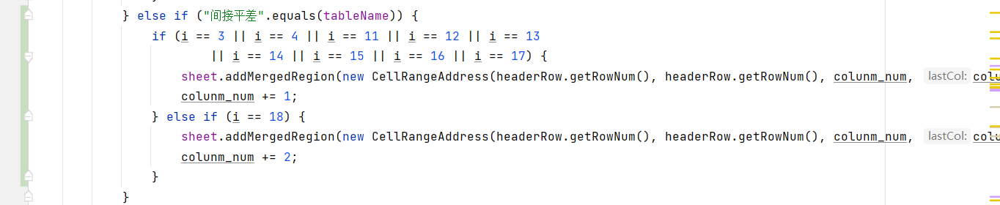 } else if ("间接平差".equals(tableName)) {
if (i == 3 || i == 4 || i == 11 || i == 12 || i == 13
|| i == 14 || i == 15 || i == 16 || i == 17) {
sheet.addMergedRegion(new CellRangeAddress(headerRow.getRowNum(), headerRow.getRowNum(), colunm_num, lastCol: colu
colunm_num += 1;
} else if (i == 18) {
sheet.addMergedRegion(new CellRangeAddress(headerRow.getRowNum(), headerRow.getRowNum(), colunm_num, lastCol: colu
colunm_num += 2;
}
}